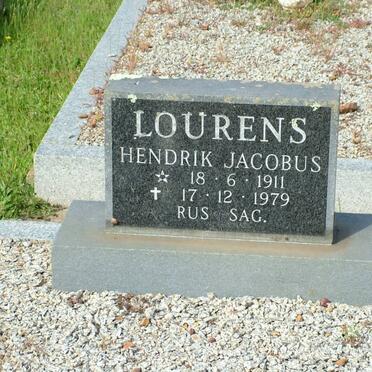 LOURENS
HENDRIK JACOBUS
☆ 18·6·1911
✝ 17·12·1979
RUS SAG.